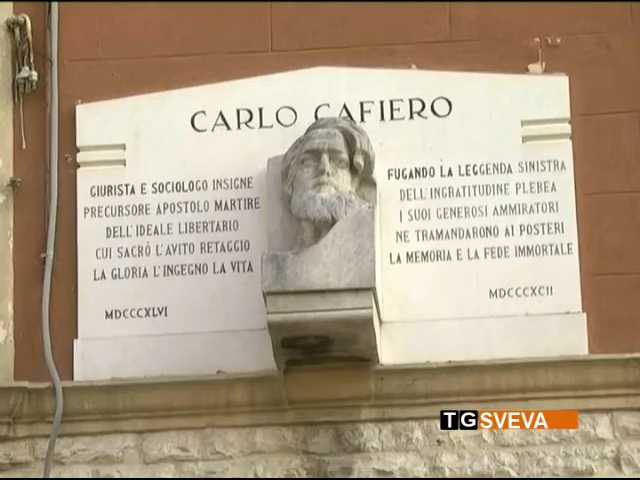 CARLO CAFIERO
GIURISTA E SOCIOLOGO INSIGNE
PRECURSORE APOSTOLO MARTIRE
DELL'IDEALE LIBERTARIO
CUI SACRÒ L'AVITO RETAGGIO
LA GLORIA L'INGEGNO LA VITA
MDCCCXLVI
FUGANDO LA LEGGENDA SINISTRA
DELL'INGRATITUDINE PLEBEA
I SUOI GENEROSI AMMIRATORI
NE TRAMANDARONO AI POSTERI
LA MEMORIA E LA FEDE IMMORTALE
MDCCCXCII
TGSVEVA